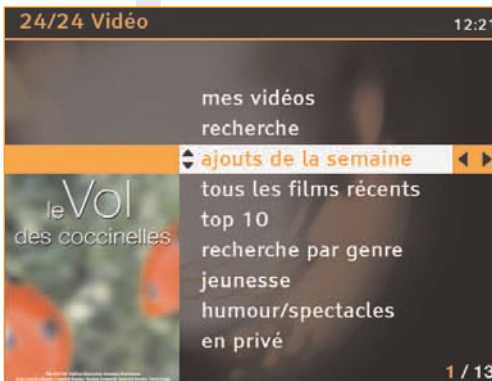 24/24 Vidéo
12:21
mes vidéos
recherche
ajouts de la semaine
tous les films récents
top 10
recherche par genre
jeunesse
humour/spectacles
en privé
le Vol
des coccinelles
1 / 13